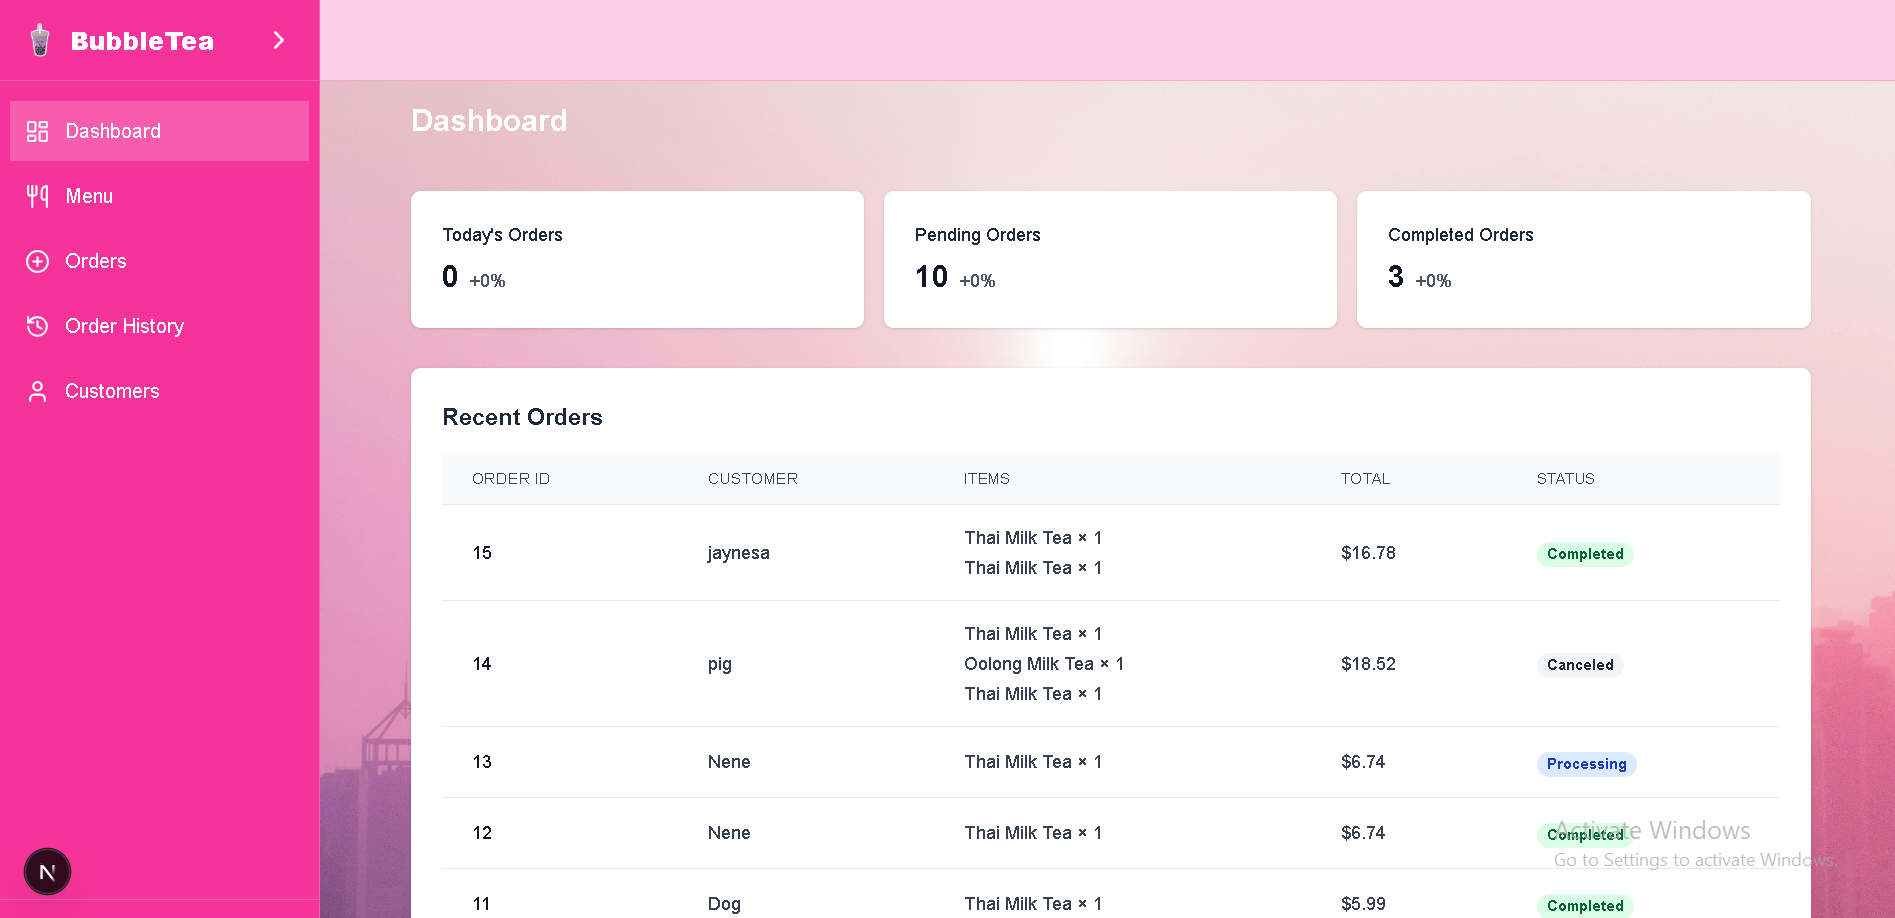 BubbleTea
Dashboard
Menu
Orders
Order History
Customers
N
Dashboard
Today's Orders
0 +0%
Pending Orders
10 +0%
Completed Orders
3 +0%
Recent Orders
ORDER ID CUSTOMER ITEMS TOTAL STATUS
15 jaynesa Thai Milk Tea × 1 $16.78 Completed
Thai Milk Tea × 1
14 pig Thai Milk Tea × 1 $18.52 Canceled
Oolong Milk Tea × 1
Thai Milk Tea × 1
13 Nene Thai Milk Tea × 1 $6.74 Processing
12 Nene Thai Milk Tea × 1 $6.74 Completed
11 Dog Thai Milk Tea × 1 $5.99 Completed
Activate Windows
Go to Settings to activate Windows.